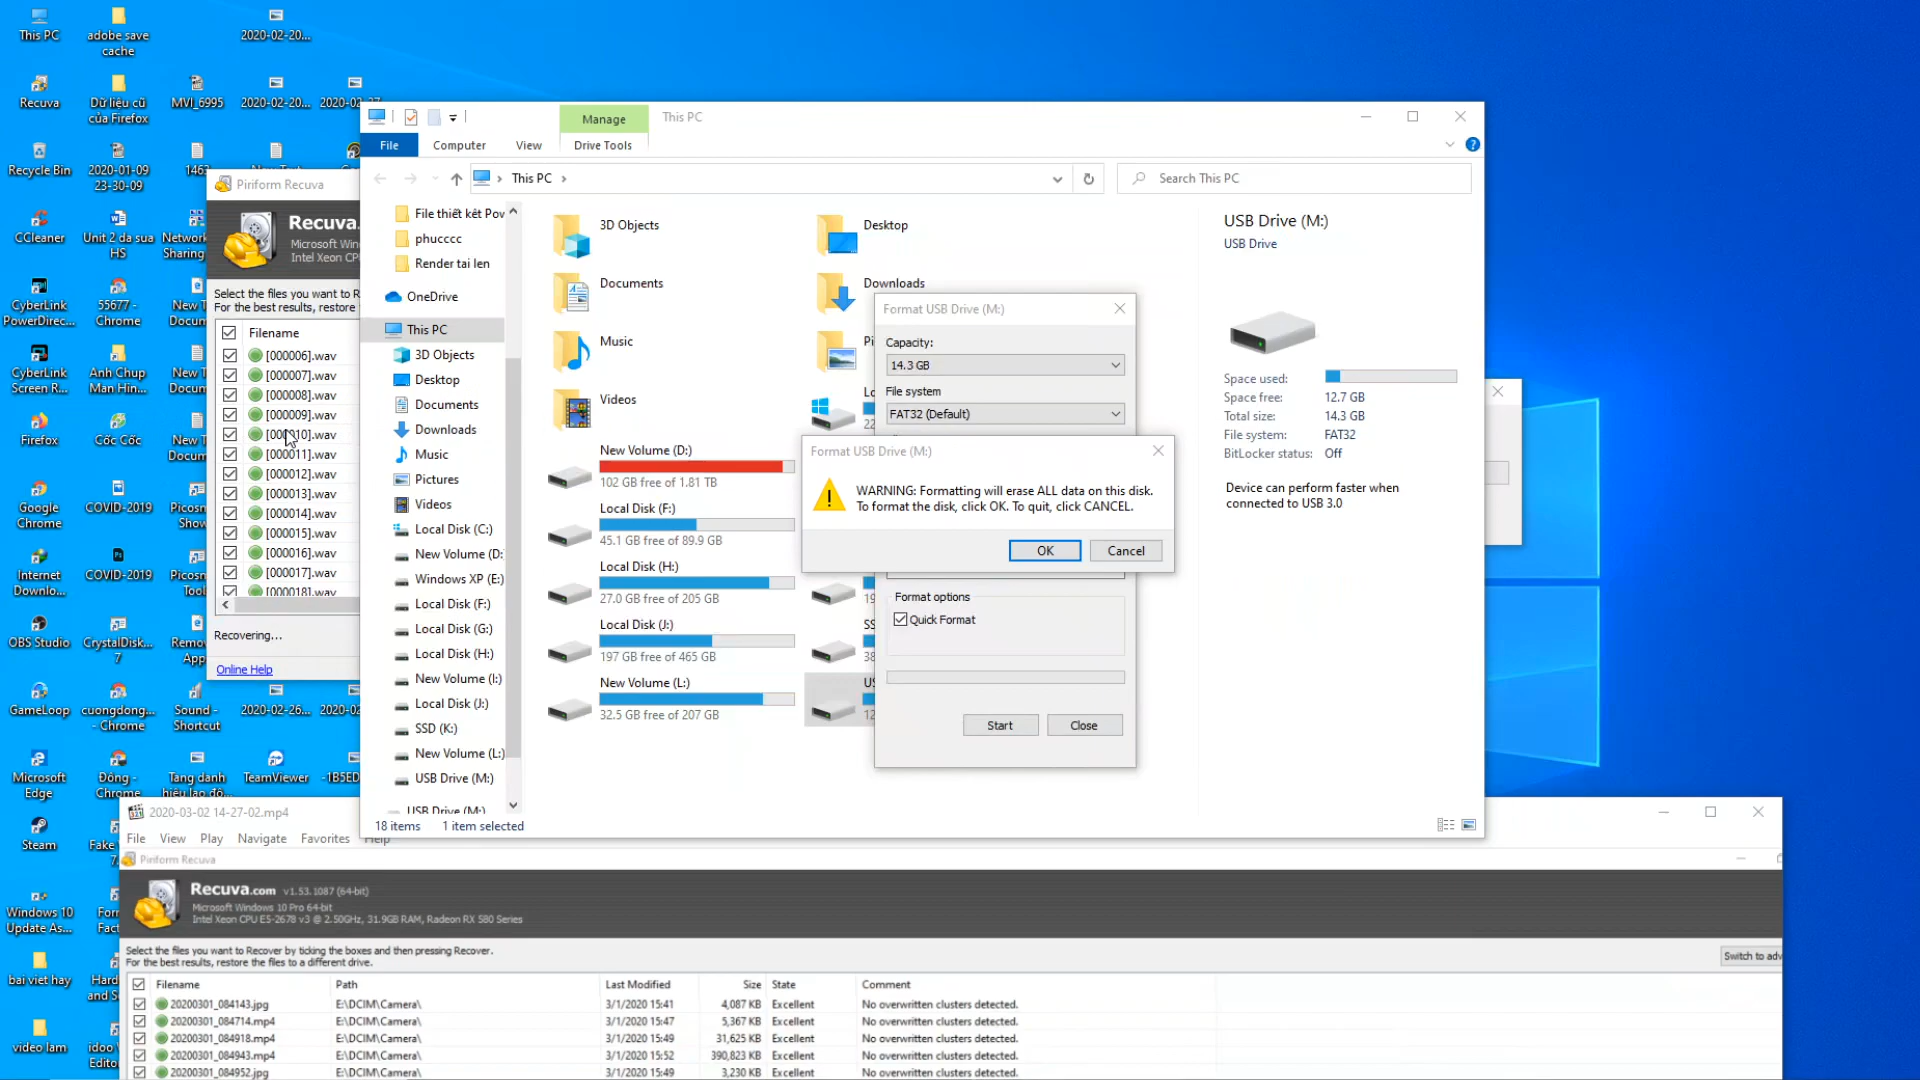 This PC
adobe save
cache
2020-02-20...
Recuva
Dữ liệu cũ
của Firefox
MVI_6995
2020-02-20...
Recycle Bin
2020-01-09
23-30-09
CCleaner
Unit 2 da sua
HS
Network
Sharing
CyberLink
PowerDirec...
55677 -
Chrome
CyberLink
Screen R...
Anh Chup
Man Hin...
Firefox
Cốc Cốc
Google
Chrome
COVID-2019
Internet
Downlo...
COVID-2019
OBS Studio
CrystalDisk...
7
GameLoop
cuongdong...
- Chrome
Sound -
Shortcut
2020-02-26...
Microsoft
Edge
Đông -
Chrome
Tang danh
hiệu lao độ...
TeamViewer
Steam
Windows 10
Update As...
bai viet hay
video lam
Piriform Recuva
Recuva.
Microsoft Win
Intel Xeon CP
Select the files you want to R
For the best results, restore
Filename
[000006].wav
[000007].wav
[000008].wav
[000009].wav
[000010].wav
[000011].wav
[000012].wav
[000013].wav
[000014].wav
[000015].wav
[000016].wav
[000017].wav
[000018].wav
Recovering...
Online Help
Manage
This PC
File
Computer
View
Drive Tools
This PC
Search This PC
File thiết kết Pov
phucccc
Render tai len
OneDrive
This PC
3D Objects
Desktop
Documents
Downloads
Music
Pictures
Videos
Local Disk (C:)
New Volume (D:
Windows XP (E:)
Local Disk (F:)
Local Disk (G:)
Local Disk (H:)
New Volume (I:)
Local Disk (J:)
SSD (K:)
New Volume (L:)
USB Drive (M:)
USB Drive (M:)
18 items
1 item selected
3D Objects
Desktop
Documents
Downloads
Music
Videos
New Volume (D:)
102 GB free of 1.81 TB
Local Disk (F:)
45.1 GB free of 89.9 GB
Local Disk (H:)
27.0 GB free of 205 GB
Local Disk (J:)
197 GB free of 465 GB
New Volume (L:)
32.5 GB free of 207 GB
USB Drive (M:)
USB Drive
Space used:
Space free: 12.7 GB
Total size: 14.3 GB
File system: FAT32
BitLocker status: Off
Device can perform faster when
connected to USB 3.0
Format USB Drive (M:)
Capacity:
14.3 GB
File system
FAT32 (Default)
Format USB Drive (M:)
WARNING: Formatting will erase ALL data on this disk.
To format the disk, click OK. To quit, click CANCEL.
OK
Cancel
Format options
Quick Format
Start
Close
2020-03-02 14-27-02.mp4
File View Play Navigate Favorites Help
Piriform Recuva
Recuva.com v1.53.1087 (64-bit)
Microsoft Windows 10 Pro 64-bit
Intel Xeon CPU E5-2678 v3 @ 2.50GHz, 31.9GB RAM, Radeon RX 580 Series
Select the files you want to Recover by ticking the boxes and then pressing Recover.
For the best results, restore the files to a different drive.
Switch to adv
Filename Path Last Modified Size State Comment
20200301_084143.jpg E:\DCIM\Camera\ 3/1/2020 15:41 4,087 KB Excellent No overwritten clusters detected.
20200301_084714.mp4 E:\DCIM\Camera\ 3/1/2020 15:47 5,367 KB Excellent No overwritten clusters detected.
20200301_084918.mp4 E:\DCIM\Camera\ 3/1/2020 15:49 31,625 KB Excellent No overwritten clusters detected.
20200301_084943.mp4 E:\DCIM\Camera\ 3/1/2020 15:52 390,823 KB Excellent No overwritten clusters detected.
20200301_084952.jpg E:\DCIM\Camera\ 3/1/2020 15:49 3,230 KB Excellent No overwritten clusters detected.